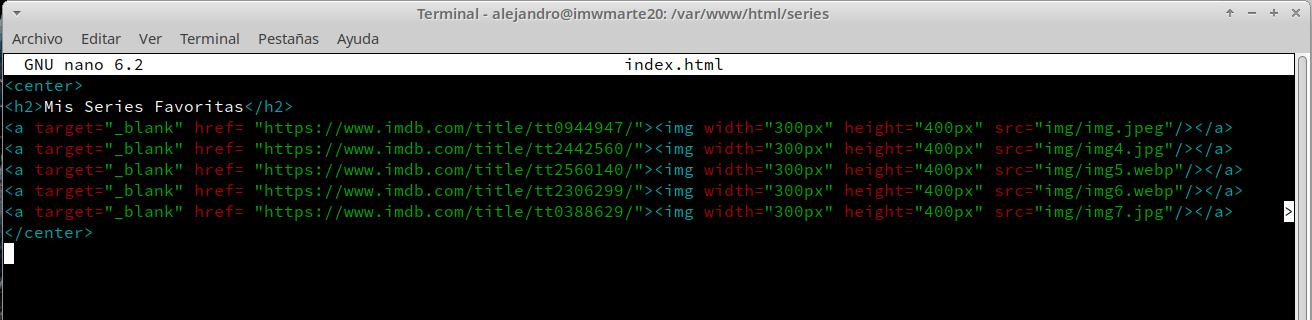 Terminal - alejandro@imwmarte20: /var/www/html/series
Archivo Editar Ver Terminal Pestañas Ayuda
GNU nano 6.2 index.html
<center>
<h2>Mis Series Favoritas</h2>
<a target="_blank" href= "https://www.imdb.com/title/tt0944947/"><img width="300px" height="400px" src="img/img.jpeg"/></a>
<a target="_blank" href= "https://www.imdb.com/title/tt2442560/"><img width="300px" height="400px" src="img/img4.jpg"/></a>
<a target="_blank" href= "https://www.imdb.com/title/tt2560140/"><img width="300px" height="400px" src="img/img5.webp"/></a>
<a target="_blank" href= "https://www.imdb.com/title/tt2306299/"><img width="300px" height="400px" src="img/img6.webp"/></a>
<a target="_blank" href= "https://www.imdb.com/title/tt0388629/"><img width="300px" height="400px" src="img/img7.jpg"/></a> >
</center>